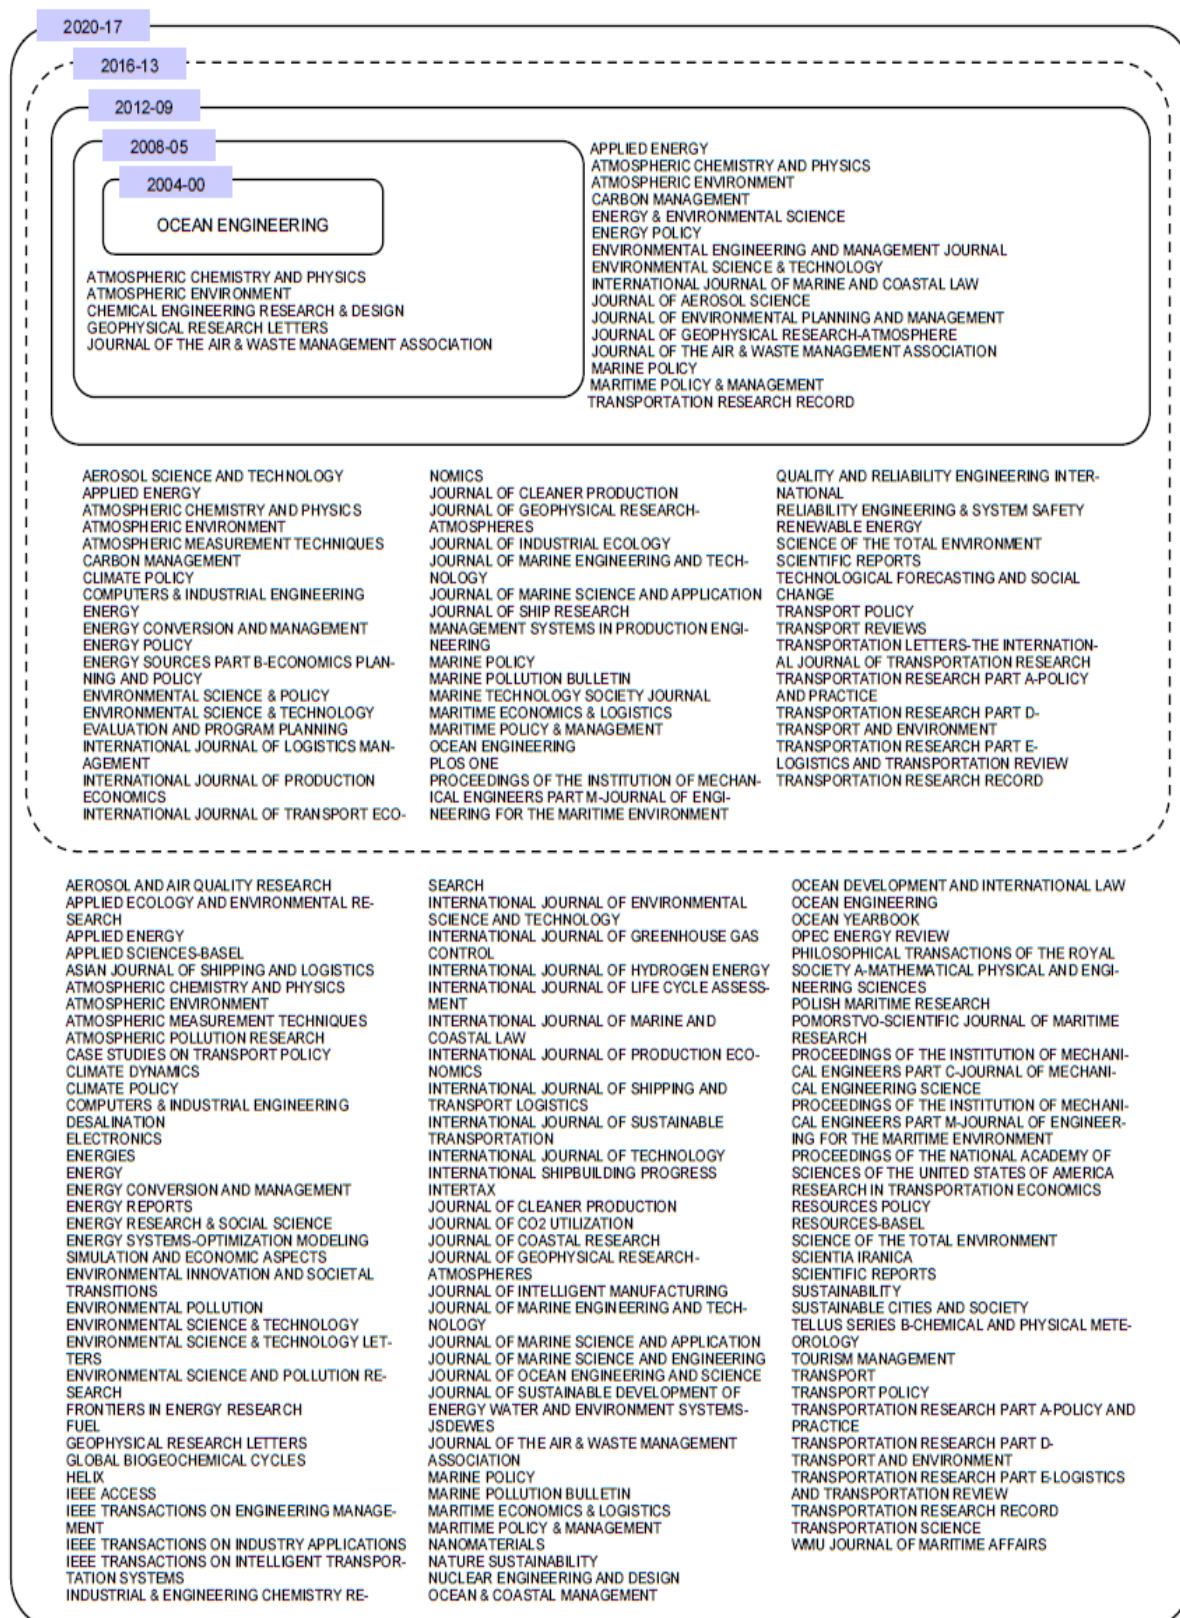 2020-17
2016-13
2012-09
2008-05
2004-00
OCEAN ENGINEERING
ATMOSPHERIC CHEMISTRY AND PHYSICS
ATMOSPHERIC ENVIRONMENT
CHEMICAL ENGINEERING RESEARCH & DESIGN
GEOPHYSICAL RESEARCH LETTERS
JOURNAL OF THE AIR & WASTE MANAGEMENT ASSOCIATION
APPLIED ENERGY
ATMOSPHERIC CHEMISTRY AND PHYSICS
ATMOSPHERIC ENVIRONMENT
CARBON MANAGEMENT
ENERGY & ENVIRONMENTAL SCIENCE
ENERGY POLICY
ENVIRONMENTAL ENGINEERING AND MANAGEMENT JOURNAL
ENVIRONMENTAL SCIENCE & TECHNOLOGY
INTERNATIONAL JOURNAL OF MARINE AND COASTAL LAW
JOURNAL OF AEROSOL SCIENCE
JOURNAL OF ENVIRONMENTAL PLANNING AND MANAGEMENT
JOURNAL OF GEOPHYSICAL RESEARCH-ATMOSPHERE
JOURNAL OF THE AIR & WASTE MANAGEMENT ASSOCIATION
MARINE POLICY
MARITIME POLICY & MANAGEMENT
TRANSPORTATION RESEARCH RECORD
AEROSOL SCIENCE AND TECHNOLOGY
APPLIED ENERGY
ATMOSPHERIC CHEMISTRY AND PHYSICS
ATMOSPHERIC ENVIRONMENT
ATMOSPHERIC MEASUREMENT TECHNIQUES
CARBON MANAGEMENT
CLIMATE POLICY
COMPUTERS & INDUSTRIAL ENGINEERING
ENERGY
ENERGY CONVERSION AND MANAGEMENT
ENERGY POLICY
ENERGY SOURCES PART B-ECONOMICS PLAN-
NING AND POLICY
ENVIRONMENTAL SCIENCE & POLICY
ENVIRONMENTAL SCIENCE & TECHNOLOGY
EVALUATION AND PROGRAM PLANNING
INTERNATIONAL JOURNAL OF LOGISTICS MAN-
AGEMENT
INTERNATIONAL JOURNAL OF PRODUCTION
ECONOMICS
INTERNATIONAL JOURNAL OF TRANSPORT ECO-
NOMICS
JOURNAL OF CLEANER PRODUCTION
JOURNAL OF GEOPHYSICAL RESEARCH-
ATMOSPHERES
JOURNAL OF INDUSTRIAL ECOLOGY
JOURNAL OF MARINE ENGINEERING AND TECH-
NOLOGY
JOURNAL OF MARINE SCIENCE AND APPLICATION
JOURNAL OF SHIP RESEARCH
MANAGEMENT SYSTEMS IN PRODUCTION ENGI-
NEERING
MARINE POLICY
MARINE POLLUTION BULLETIN
MARINE TECHNOLOGY SOCIETY JOURNAL
MARITIME ECONOMICS & LOGISTICS
MARITIME POLICY & MANAGEMENT
OCEAN ENGINEERING
PLOS ONE
PROCEEDINGS OF THE INSTITUTION OF MECHAN-
ICAL ENGINEERS PART M-JOURNAL OF ENGI-
NEERING FOR THE MARITIME ENVIRONMENT
QUALITY AND RELIABILITY ENGINEERING INTER-
NATIONAL
RELIABILITY ENGINEERING & SYSTEM SAFETY
RENEWABLE ENERGY
SCIENCE OF THE TOTAL ENVIRONMENT
SCIENTIFIC REPORTS
TECHNOLOGICAL FORECASTING AND SOCIAL
CHANGE
TRANSPORT POLICY
TRANSPORT REVIEWS
TRANSPORTATION LETTERS-THE INTERNATION-
AL JOURNAL OF TRANSPORTATION RESEARCH
TRANSPORTATION RESEARCH PART A-POLICY
AND PRACTICE
TRANSPORTATION RESEARCH PART D-
TRANSPORT AND ENVIRONMENT
TRANSPORTATION RESEARCH PART E-
LOGISTICS AND TRANSPORTATION REVIEW
TRANSPORTATION RESEARCH RECORD
AEROSOL AND AIR QUALITY RESEARCH
APPLIED ECOLOGY AND ENVIRONMENTAL RE-
SEARCH
APPLIED ENERGY
APPLIED SCIENCES-BASEL
ASIAN JOURNAL OF SHIPPING AND LOGISTICS
ATMOSPHERIC CHEMISTRY AND PHYSICS
ATMOSPHERIC ENVIRONMENT
ATMOSPHERIC MEASUREMENT TECHNIQUES
ATMOSPHERIC POLLUTION RESEARCH
CASE STUDIES ON TRANSPORT POLICY
CLIMATE DYNAMICS
CLIMATE POLICY
COMPUTERS & INDUSTRIAL ENGINEERING
DESALINATION
ELECTRONICS
ENERGIES
ENERGY
ENERGY CONVERSION AND MANAGEMENT
ENERGY REPORTS
ENERGY RESEARCH & SOCIAL SCIENCE
ENERGY SYSTEMS-OPTIMIZATION MODELING
SIMULATION AND ECONOMIC ASPECTS
ENVIRONMENTAL INNOVATION AND SOCIETAL
TRANSITIONS
ENVIRONMENTAL POLLUTION
ENVIRONMENTAL SCIENCE & TECHNOLOGY
ENVIRONMENTAL SCIENCE & TECHNOLOGY LET-
TERS
ENVIRONMENTAL SCIENCE AND POLLUTION RE-
SEARCH
FRONTIERS IN ENERGY RESEARCH
FUEL
GEOPHYSICAL RESEARCH LETTERS
GLOBAL BIOGEOCHEMICAL CYCLES
HELIX
IEEE ACCESS
IEEE TRANSACTIONS ON ENGINEERING MANAGE-
MENT
IEEE TRANSACTIONS ON INDUSTRY APPLICATIONS
IEEE TRANSACTIONS ON INTELLIGENT TRANSPOR-
TATION SYSTEMS
INDUSTRIAL & ENGINEERING CHEMISTRY RE-
SEARCH
INTERNATIONAL JOURNAL OF ENVIRONMENTAL
SCIENCE AND TECHNOLOGY
INTERNATIONAL JOURNAL OF GREENHOUSE GAS
CONTROL
INTERNATIONAL JOURNAL OF HYDROGEN ENERGY
INTERNATIONAL JOURNAL OF LIFE CYCLE ASSESS-
MENT
INTERNATIONAL JOURNAL OF MARINE AND
COASTAL LAW
INTERNATIONAL JOURNAL OF PRODUCTION ECO-
NOMICS
INTERNATIONAL JOURNAL OF SHIPPING AND
TRANSPORT LOGISTICS
INTERNATIONAL JOURNAL OF SUSTAINABLE
TRANSPORTATION
INTERNATIONAL JOURNAL OF TECHNOLOGY
INTERNATIONAL SHIPBUILDING PROGRESS
INTERTAX
JOURNAL OF CLEANER PRODUCTION
JOURNAL OF CO2 UTILIZATION
JOURNAL OF COASTAL RESEARCH
JOURNAL OF GEOPHYSICAL RESEARCH-
ATMOSPHERES
JOURNAL OF INTELLIGENT MANUFACTURING
JOURNAL OF MARINE ENGINEERING AND TECH-
NOLOGY
JOURNAL OF MARINE SCIENCE AND APPLICATION
JOURNAL OF MARINE SCIENCE AND ENGINEERING
JOURNAL OF OCEAN ENGINEERING AND SCIENCE
JOURNAL OF SUSTAINABLE DEVELOPMENT OF
ENERGY WATER AND ENVIRONMENT SYSTEMS-
JSDEWES
JOURNAL OF THE AIR & WASTE MANAGEMENT
ASSOCIATION
MARINE POLICY
MARINE POLLUTION BULLETIN
MARITIME ECONOMICS & LOGISTICS
MARITIME POLICY & MANAGEMENT
NANOMATERIALS
NATURE SUSTAINABILITY
NUCLEAR ENGINEERING AND DESIGN
OCEAN & COASTAL MANAGEMENT
OCEAN DEVELOPMENT AND INTERNATIONAL LAW
OCEAN ENGINEERING
OCEAN YEARBOOK
OPEC ENERGY REVIEW
PHILOSOPHICAL TRANSACTIONS OF THE ROYAL
SOCIETY A-MATHEMATICAL PHYSICAL AND ENGI-
NEERING SCIENCES
POLISH MARITIME RESEARCH
POMORSTVO-SCIENTIFIC JOURNAL OF MARITIME
RESEARCH
PROCEEDINGS OF THE INSTITUTION OF MECHANI-
CAL ENGINEERS PART C-JOURNAL OF MECHANI-
CAL ENGINEERING SCIENCE
PROCEEDINGS OF THE INSTITUTION OF MECHANI-
CAL ENGINEERS PART M-JOURNAL OF ENGINEER-
ING FOR THE MARITIME ENVIRONMENT
PROCEEDINGS OF THE NATIONAL ACADEMY OF
SCIENCES OF THE UNITED STATES OF AMERICA
RESEARCH IN TRANSPORTATION ECONOMICS
RESOURCES POLICY
RESOURCES-BASEL
SCIENCE OF THE TOTAL ENVIRONMENT
SCIENTIA IRANICA
SCIENTIFIC REPORTS
SUSTAINABILITY
SUSTAINABLE CITIES AND SOCIETY
TELLUS SERIES B-CHEMICAL AND PHYSICAL METE-
OROLOGY
TOURISM MANAGEMENT
TRANSPORT
TRANSPORT POLICY
TRANSPORTATION RESEARCH PART A-POLICY AND
PRACTICE
TRANSPORTATION RESEARCH PART D-
TRANSPORT AND ENVIRONMENT
TRANSPORTATION RESEARCH PART E-LOGISTICS
AND TRANSPORTATION REVIEW
TRANSPORTATION RESEARCH RECORD
TRANSPORTATION SCIENCE
WMU JOURNAL OF MARITIME AFFAIRS